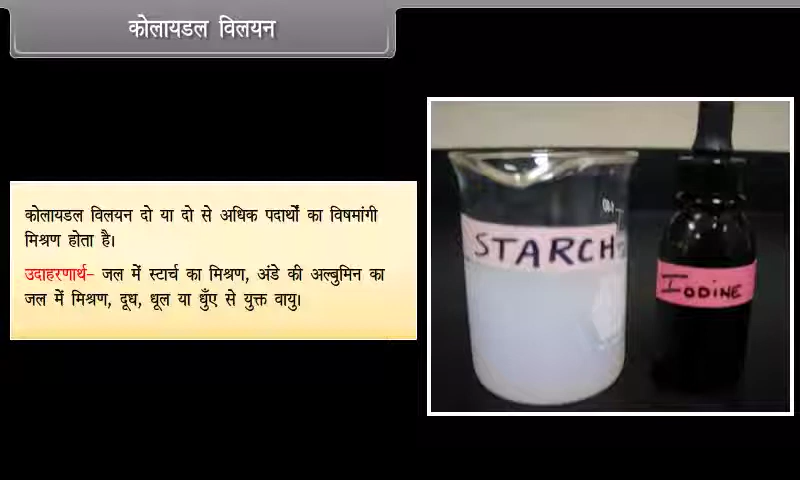 कोलायडल विलयन
कोलायडल विलयन दो या दो से अधिक पदार्थों का विषमांगी
मिश्रण होता है।
उदाहरणार्थ- जल में स्टार्च का मिश्रण, अंडे की अल्बुमिन का
जल में मिश्रण, दूध, धूल या धुँए से युक्त वायु।
STARCH
IODINE